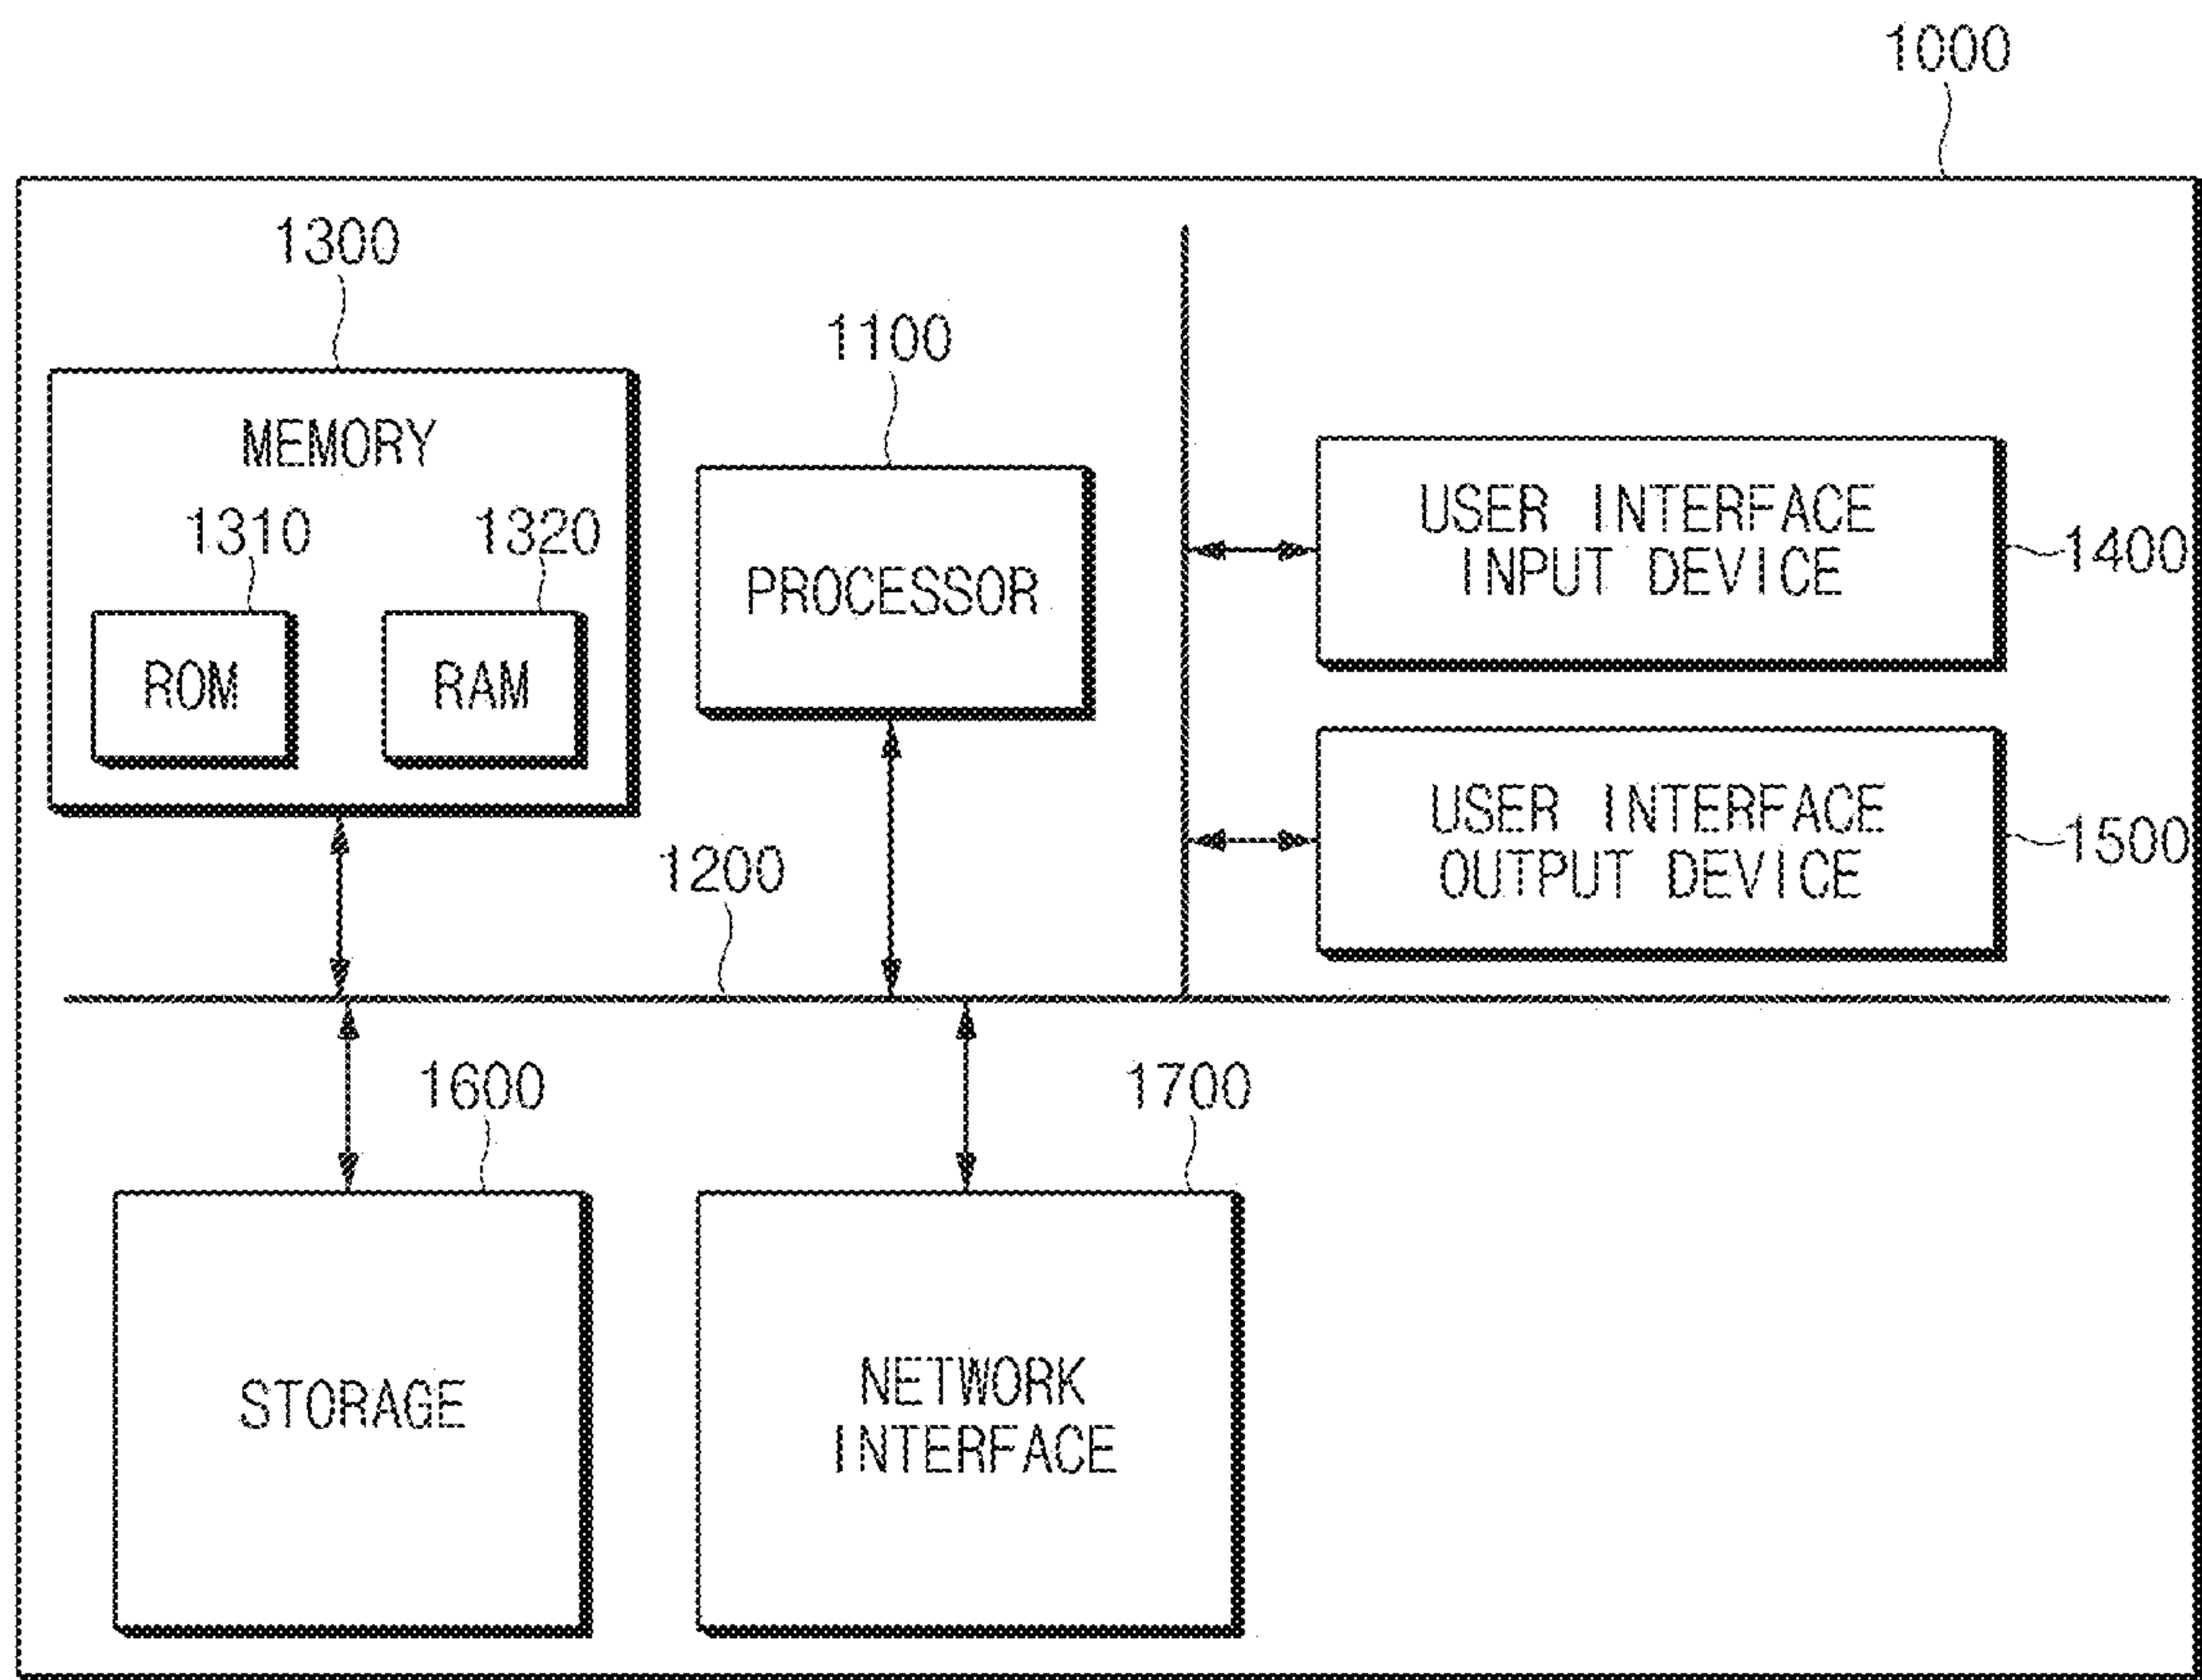 1000
1300
1100
MEMORY
1310
1320
ROM
RAM
PROCESSOR
USER INTERFACE
INPUT DEVICE
1400
USER INTERFACE
OUTPUT DEVICE
1500
1200
1600
1700
STORAGE
NETWORK
INTERFACE